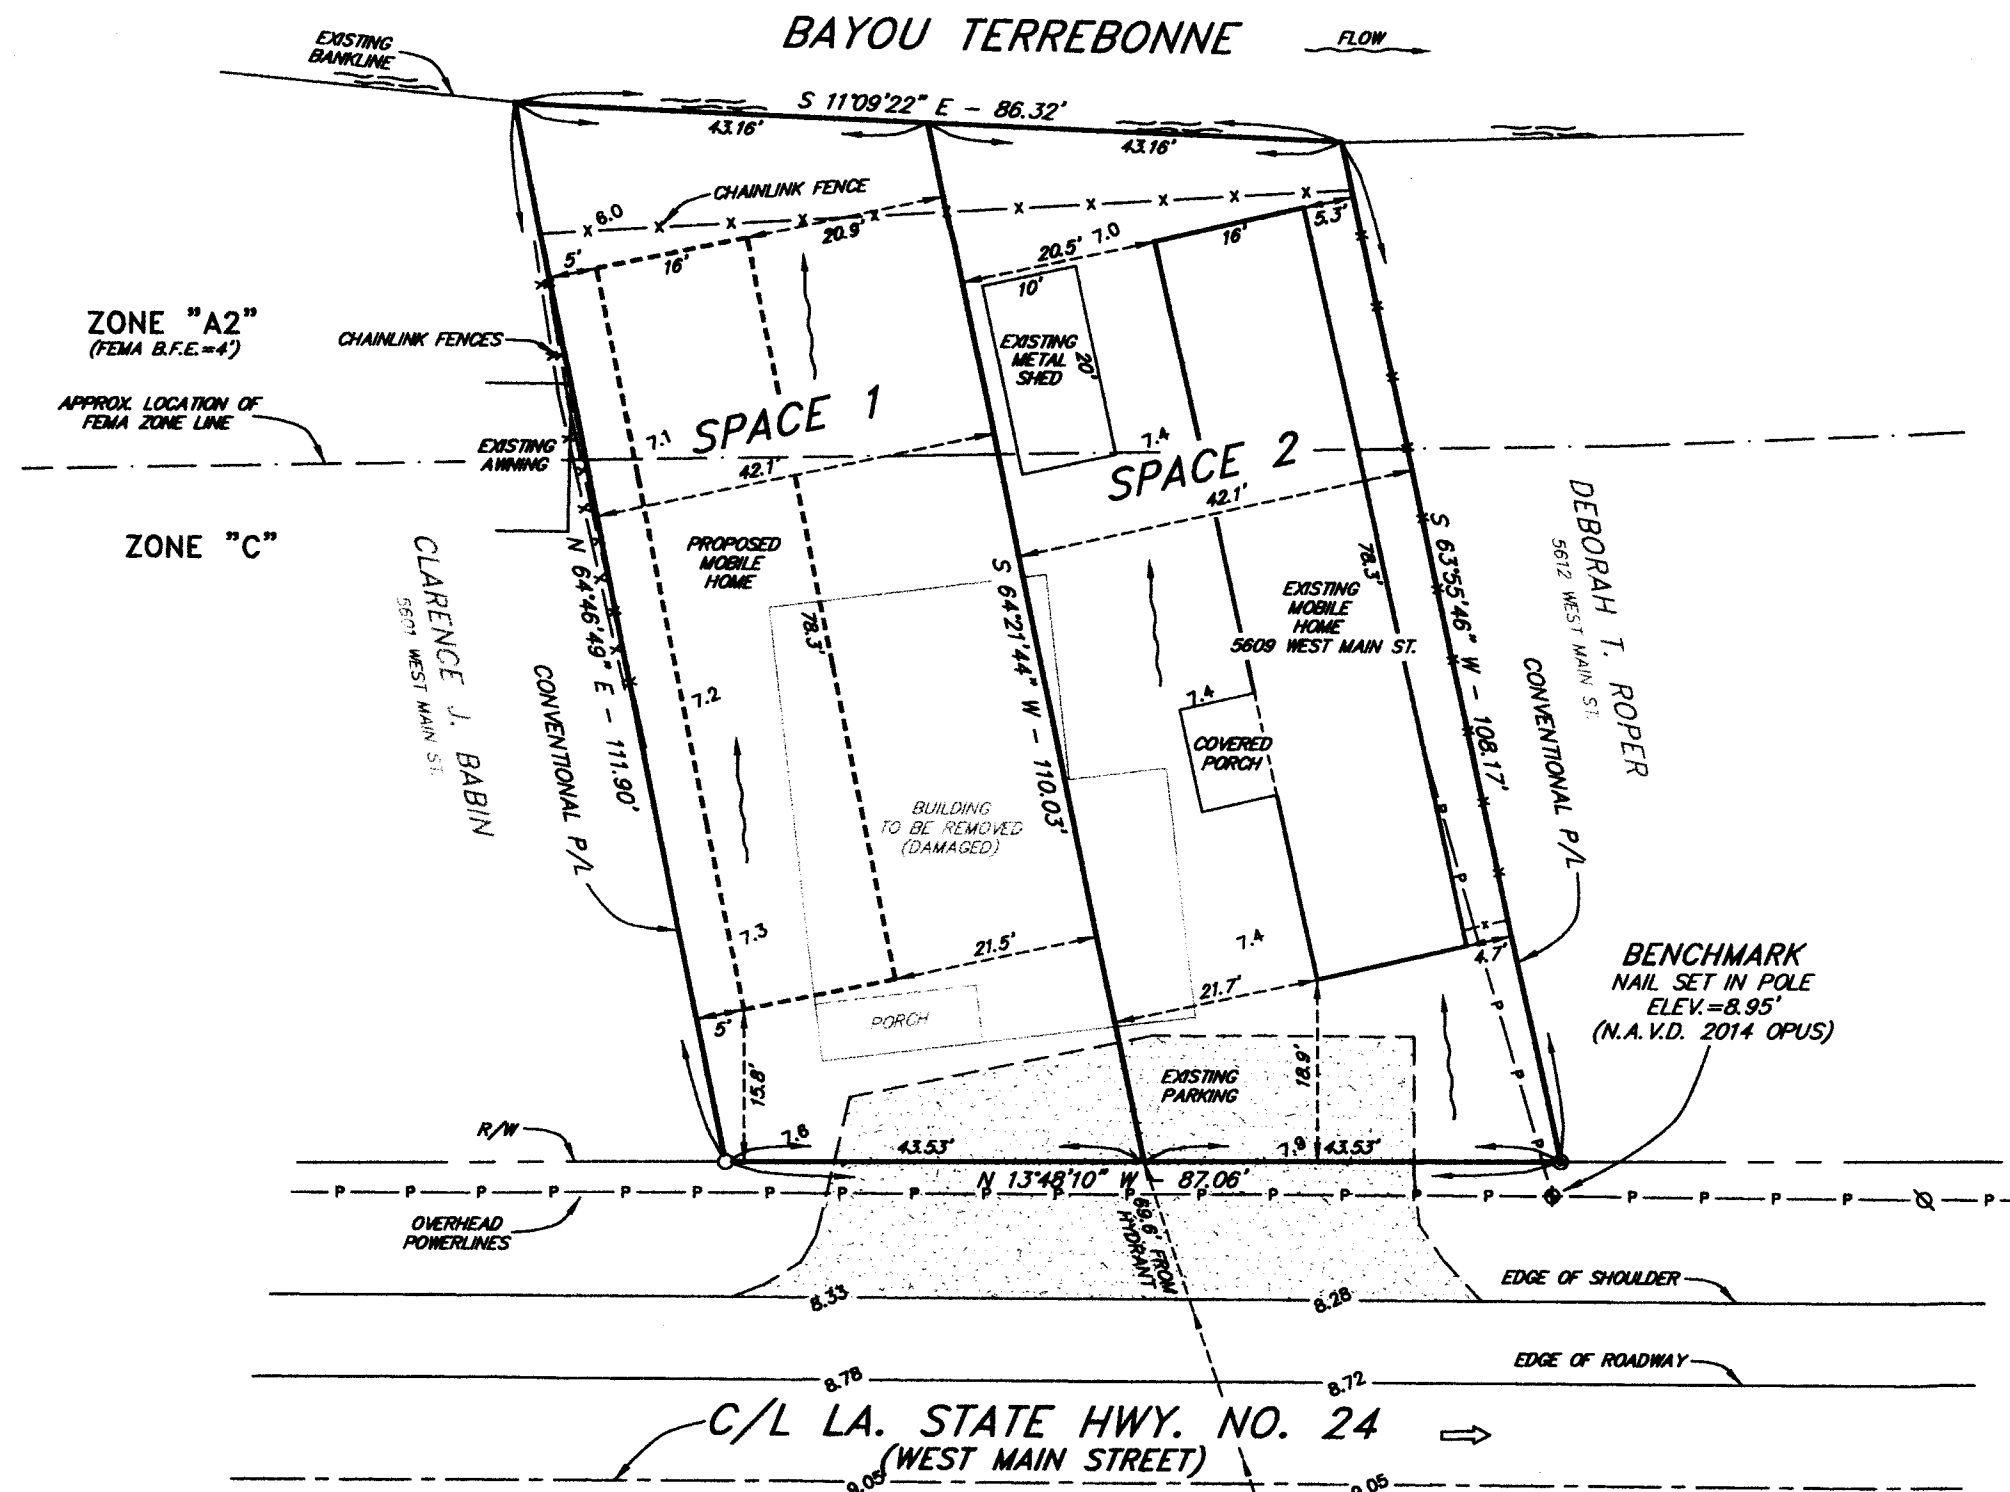 BAYOU TERREBONNE
FLOW
EXISTING
BANKLINE
S 11°09'22" E - 86.32'
43.16'
43.16'
CHAINLINK FENCE
6.0
20.9'
5'
16'
20.5'
7.0
16'
5.3'
10'
ZONE "A2"
(FEMA B.F.E.=4')
CHAINLINK FENCES
EXISTING
METAL
SHED
20'
APPROX. LOCATION OF
FEMA ZONE LINE
EXISTING
AWNING
7.1
SPACE 1
42.1'
7.4
SPACE 2
42.1'
ZONE "C"
CLARENCE J. BABIN
5601 WEST MAIN ST.
CONVENTIONAL P/L
N 64°46'49" E - 111.90'
PROPOSED
MOBILE
HOME
78.3'
7.2
7.3
BUILDING
TO BE REMOVED
(DAMAGED)
S 64°21'44" W - 110.03'
EXISTING
MOBILE
HOME
5609 WEST MAIN ST.
78.3'
7.4
COVERED
PORCH
S 63°55'46" W - 108.17'
DEBORAH T. ROPER
5612 WEST MAIN ST.
CONVENTIONAL P/L
21.5'
7.4
4.7'
21.7'
5'
PORCH
BENCHMARK
NAIL SET IN POLE
ELEV.=8.95'
(N.A.V.D. 2014 OPUS)
15.8'
EXISTING
PARKING
18.9'
R/W
7.6
43.53'
7.9
43.53'
N 13°48'10" W - 87.06'
OVERHEAD
POWERLINES
69.6' FROM
HYDRANT
EDGE OF SHOULDER
8.33
8.28
EDGE OF ROADWAY
8.78
8.72
C/L LA. STATE HWY. NO. 24
(WEST MAIN STREET)
9.05
9.05